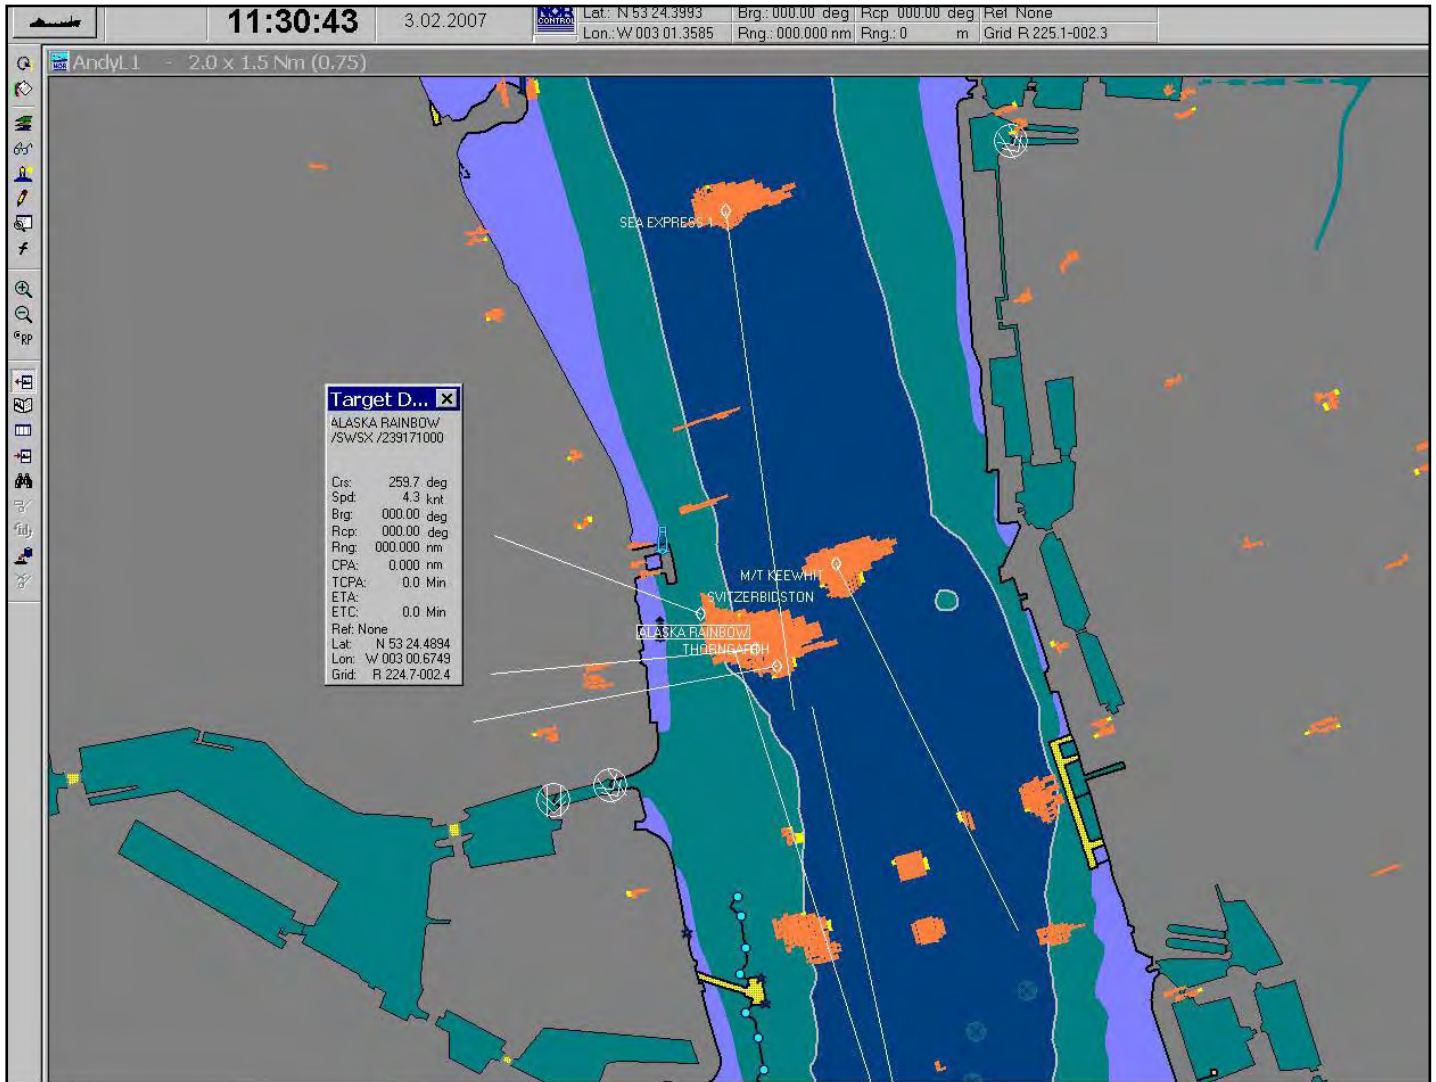 11:30:43
3.02.2007
NOR
CONTROL
Lat.: N 53 24.3993
Lon.: W 003 01.3585
Brg.: 000.00 deg
Rng.: 000.000 nm
Rcp 000.00 deg
Rng.: 0 m
Ref None
Grid R 225.1-002.3
AndyL1 - 2.0 x 1.5 Nm (0.75)
RP
SEA EXPRESS 1
Target D...
ALASKA RAINBOW
/SWSX /239171000
Crs: 259.7 deg
Spd: 4.3 knt
Brg: 000.00 deg
Rcp: 000.00 deg
Rng: 000.000 nm
CPA: 0.000 nm
TCPA: 0.0 Min
ETA:
ETC: 0.0 Min
Ref: None
Lat: N 53 24.4894
Lon: W 003 00.6749
Grid: R 224.7-002.4
M/T KEEWHIT
SVITZERBIDSTON
ALASKA RAINBOW
THORNGARTH